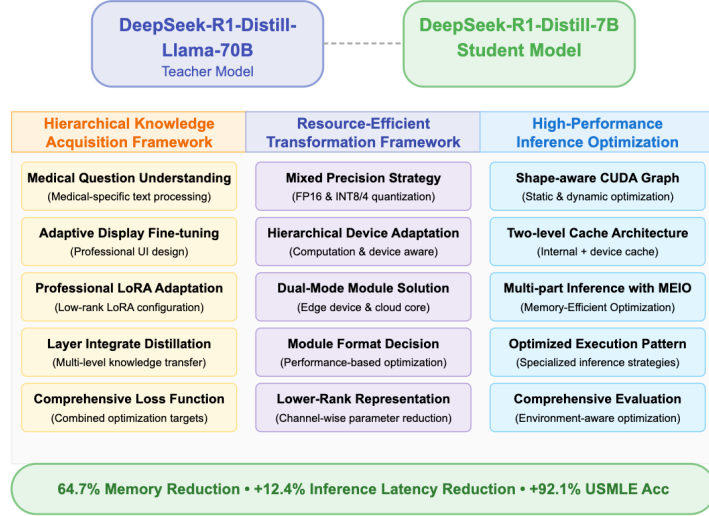 DeepSeek-R1-Distill-
Llama-70B
Teacher Model
DeepSeek-R1-Distill-7B
Student Model
Hierarchical Knowledge
Acquisition Framework
Medical Question Understanding
(Medical-specific text processing)
Adaptive Display Fine-tuning
(Professional UI design)
Professional LoRA Adaptation
(Low-rank LoRA configuration)
Layer Integrate Distillation
(Multi-level knowledge transfer)
Comprehensive Loss Function
(Combined optimization targets)
Resource-Efficient
Transformation Framework
Mixed Precision Strategy
(FP16 & INT8/4 quantization)
Hierarchical Device Adaptation
(Computation & device aware)
Dual-Mode Module Solution
(Edge device & cloud core)
Module Format Decision
(Performance-based optimization)
Lower-Rank Representation
(Channel-wise parameter reduction)
High-Performance
Inference Optimization
Shape-aware CUDA Graph
(Static & dynamic optimization)
Two-level Cache Architecture
(Internal + device cache)
Multi-part Inference with MEIO
(Memory-Efficient Optimization)
Optimized Execution Pattern
(Specialized inference strategies)
Comprehensive Evaluation
(Environment-aware optimization)
64.7% Memory Reduction • +12.4% Inference Latency Reduction • +92.1% USMLE Acc